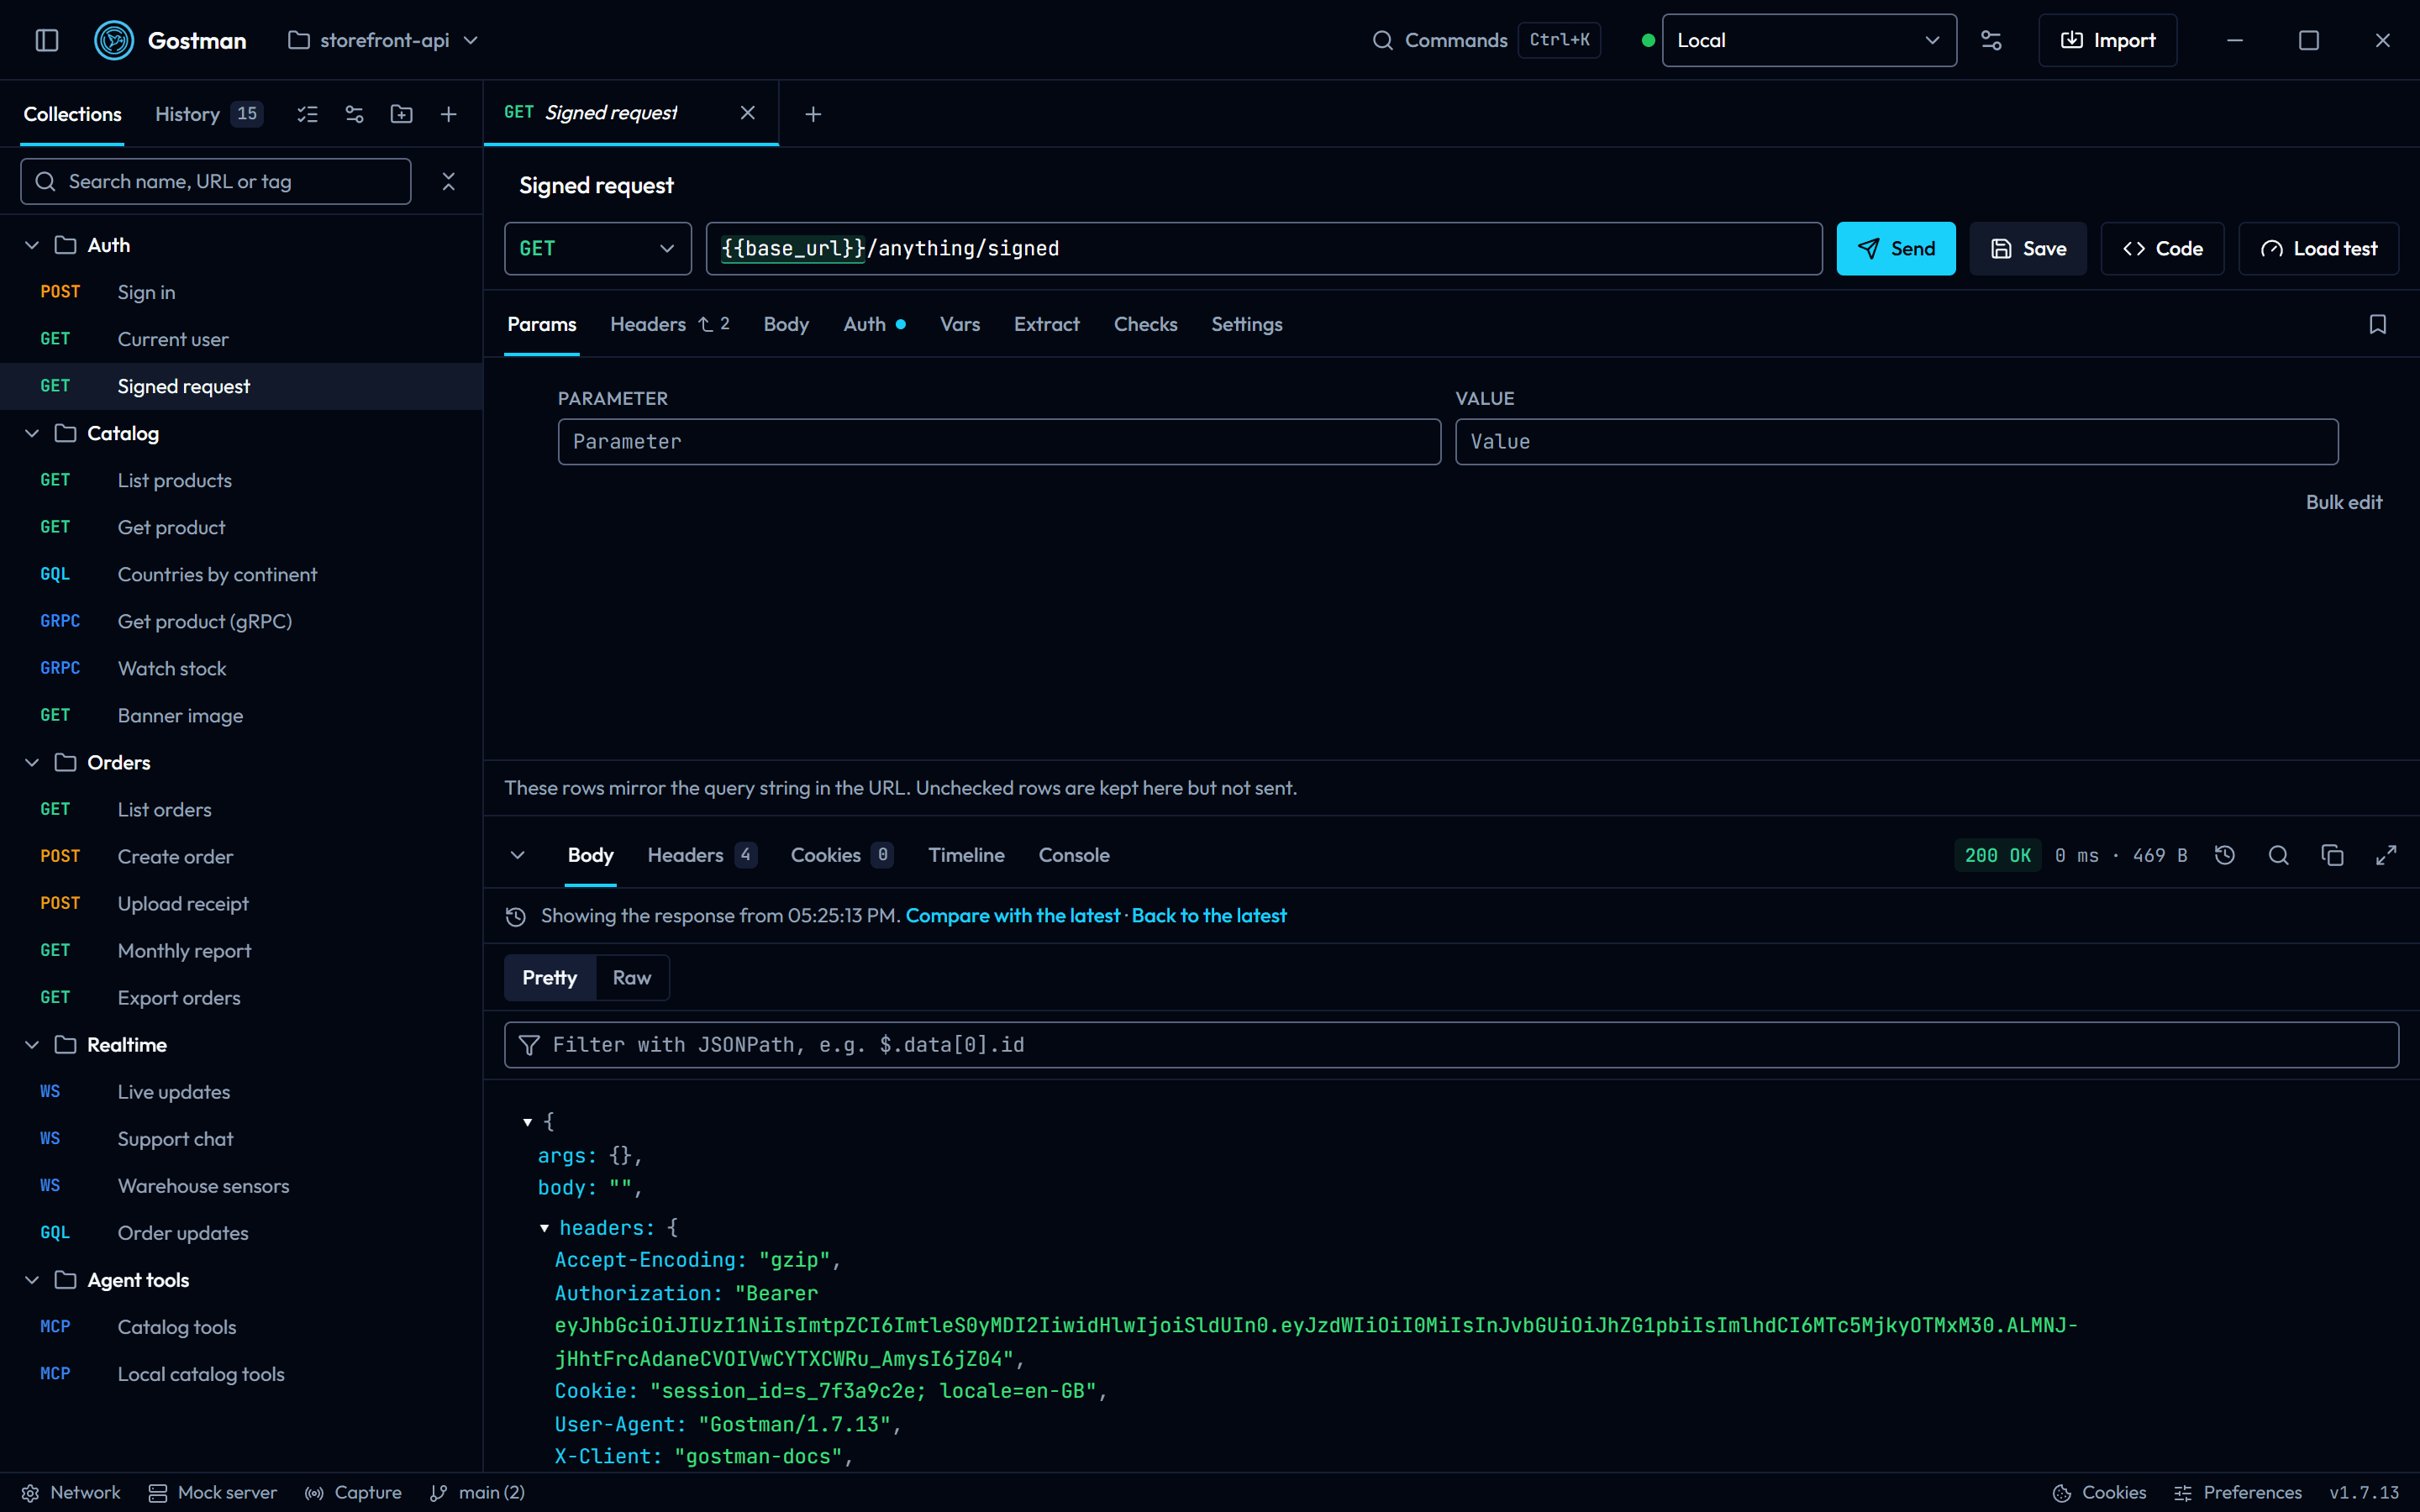 Gostman
storefront-api
Commands Ctrl+K
Local
Import
Collections
History 15
GET Signed request
Search name, URL or tag
Auth
POST Sign in
GET Current user
GET Signed request
Catalog
GET List products
GET Get product
GQL Countries by continent
GRPC Get product (gRPC)
GRPC Watch stock
GET Banner image
Orders
GET List orders
POST Create order
POST Upload receipt
GET Monthly report
GET Export orders
Realtime
WS Live updates
WS Support chat
WS Warehouse sensors
GQL Order updates
Agent tools
MCP Catalog tools
MCP Local catalog tools
Signed request
GET
{{base_url}}/anything/signed
Send
Save
Code
Load test
Params
Headers 2
Body
Auth
Vars
Extract
Checks
Settings
PARAMETER
VALUE
Parameter
Value
Bulk edit
These rows mirror the query string in the URL. Unchecked rows are kept here but not sent.
Body
Headers 4
Cookies 0
Timeline
Console
200 OK 0 ms · 469 B
Showing the response from 05:25:13 PM. Compare with the latest · Back to the latest
Pretty
Raw
Filter with JSONPath, e.g. $.data[0].id
{
args: {},
body: "",
headers: {
Accept-Encoding: "gzip",
Authorization: "Bearer
eyJhbGciOiJIUzI1NiIsImtpZCI6ImtleS0yMDI2IiwidHlwIjoiSldUIn0.eyJzdWIiOiI0MiIsInJvbGUiOiJhZG1pbiIsImlhdCI6MTc5MjkyOTMxM30.ALMNJ-
jHhtFrcAdaneCVOIVwCYTXCWRu_AmysI6jZ04",
Cookie: "session_id=s_7f3a9c2e; locale=en-GB",
User-Agent: "Gostman/1.7.13",
X-Client: "gostman-docs",
Network
Mock server
Capture
main (2)
Cookies
Preferences
v1.7.13